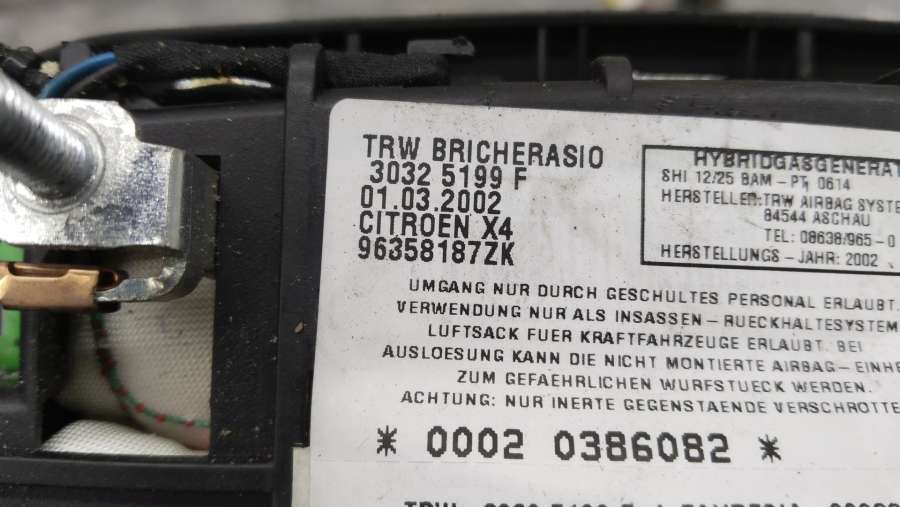 TRW BRICHERASIO
3032 5199 F
01.03.2002
CITROEN X4
96358187ZK
HYBRIDGASGENERAT
SHI 12/25 BAM - PT, 0614
HERSTELLER:TRW AIRBAG SYSTE
84544 ASCHAU
TEL: 08638/965-0
HERSTELLUNGS - JAHR: 2002
UMGANG NUR DURCH GESCHULTES PERSONAL ERLAUBT.
VERWENDUNG NUR ALS INSASSEN-RUECKHALTESYSTEM
LUFTSACK FUER KRAFTFAHRZEUGE ERLAUBT. BEI
AUSLOESUNG KANN DIE NICHT MONTIERTE AIRBAG-EINHE
ZUM GEFAEHRLICHEN WURFSTUECK WERDEN.
ACHTUNG: NUR INERTE GEGENSTAENDE VERSCHROTTE
* 0002 0386082 *